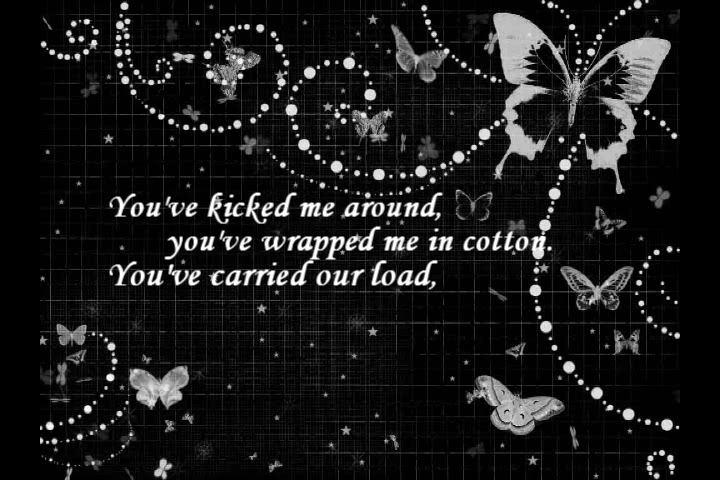 You've kicked me around,
you've wrapped me in cotton.
You've carried our load,